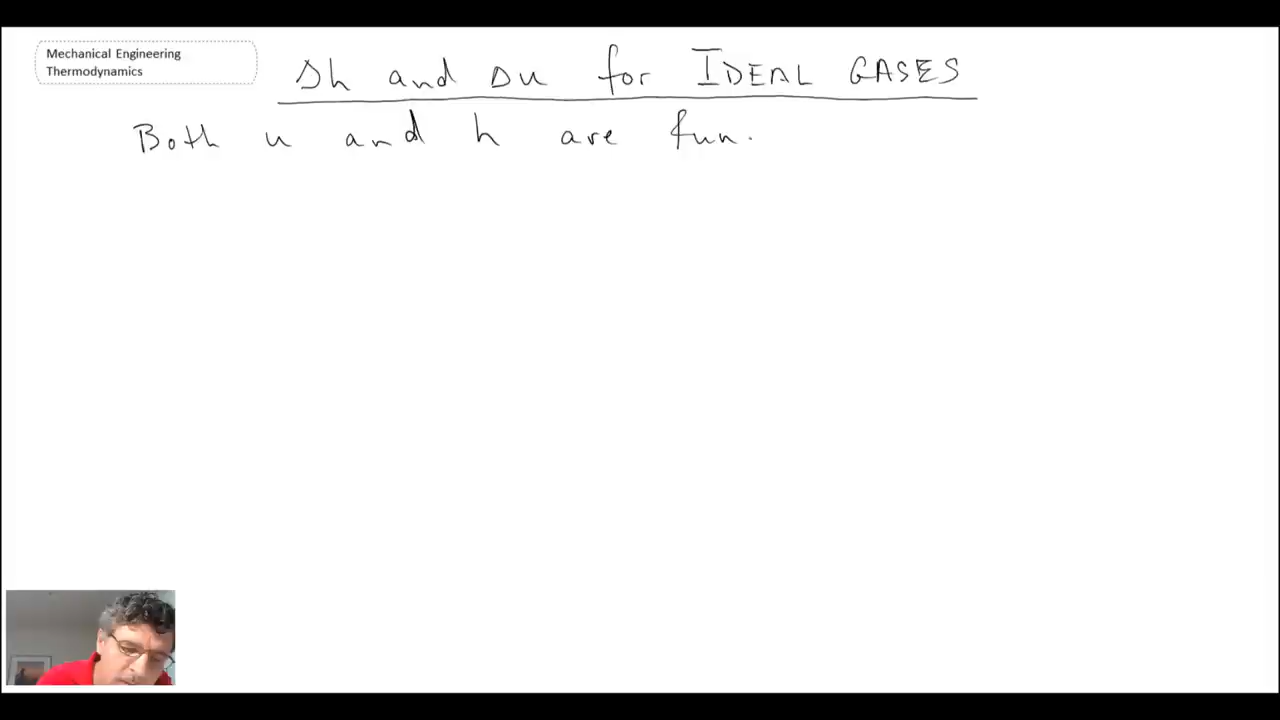 Mechanical Engineering
Thermodynamics
Δh and Δu for IDEAL GASES
Both u and h are fun.